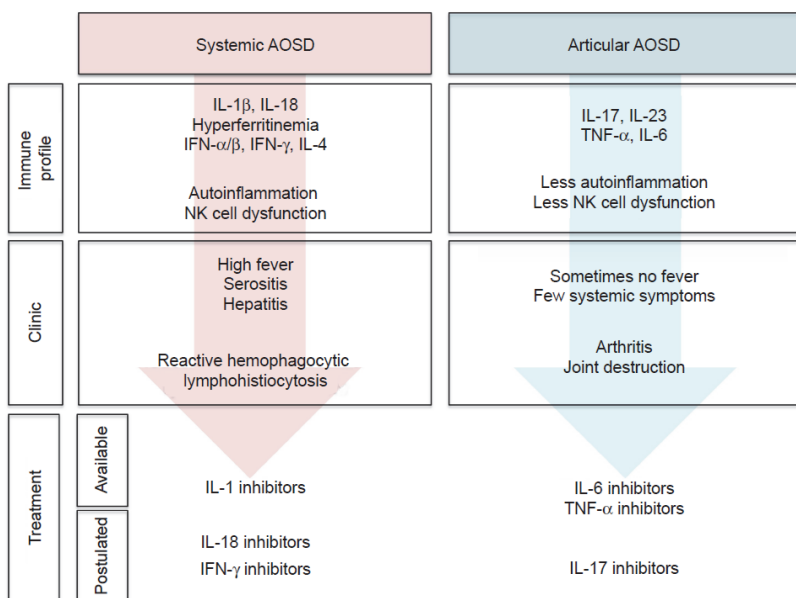 Systemic AOSD
Articular AOSD
Immune
profile
IL-1β, IL-18
Hyperferritinemia
IFN-α/β, IFN-γ, IL-4
Autoinflammation
NK cell dysfunction
IL-17, IL-23
TNF-α, IL-6
Less autoinflammation
Less NK cell dysfunction
Clinic
High fever
Serositis
Hepatitis
Reactive hemophagocytic
lymphohistiocytosis
Sometimes no fever
Few systemic symptoms
Arthritis
Joint destruction
Treatment
Available
IL-1 inhibitors
IL-6 inhibitors
TNF-α inhibitors
Postulated
IL-18 inhibitors
IFN-γ inhibitors
IL-17 inhibitors